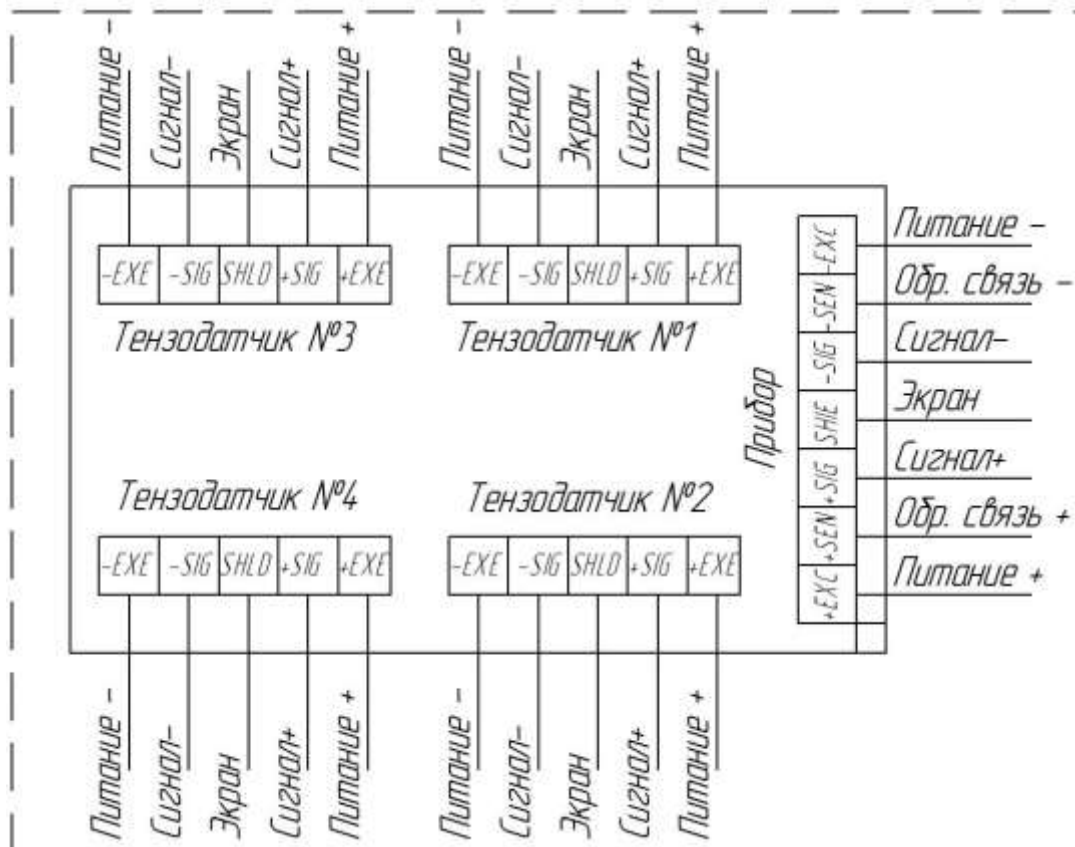 Питание -
Сигнал-
Экран
Сигнал+
Питание +
Питание -
Сигнал-
Экран
Сигнал+
Питание +
-EXE -SIG SHLD +SIG +EXE
Тензодатчик №3
-EXE -SIG SHLD +SIG +EXE
Тензодатчик №1
Прибор
-EXC
-SEN
-SIG
SHIE
+SIG
+SEN
+EXC
Питание -
Обр. связь -
Сигнал-
Экран
Сигнал+
Обр. связь +
Питание +
Тензодатчик №4
-EXE -SIG SHLD +SIG +EXE
Тензодатчик №2
-EXE -SIG SHLD +SIG +EXE
Питание -
Сигнал-
Экран
Сигнал+
Питание +
Питание -
Сигнал-
Экран
Сигнал+
Питание +